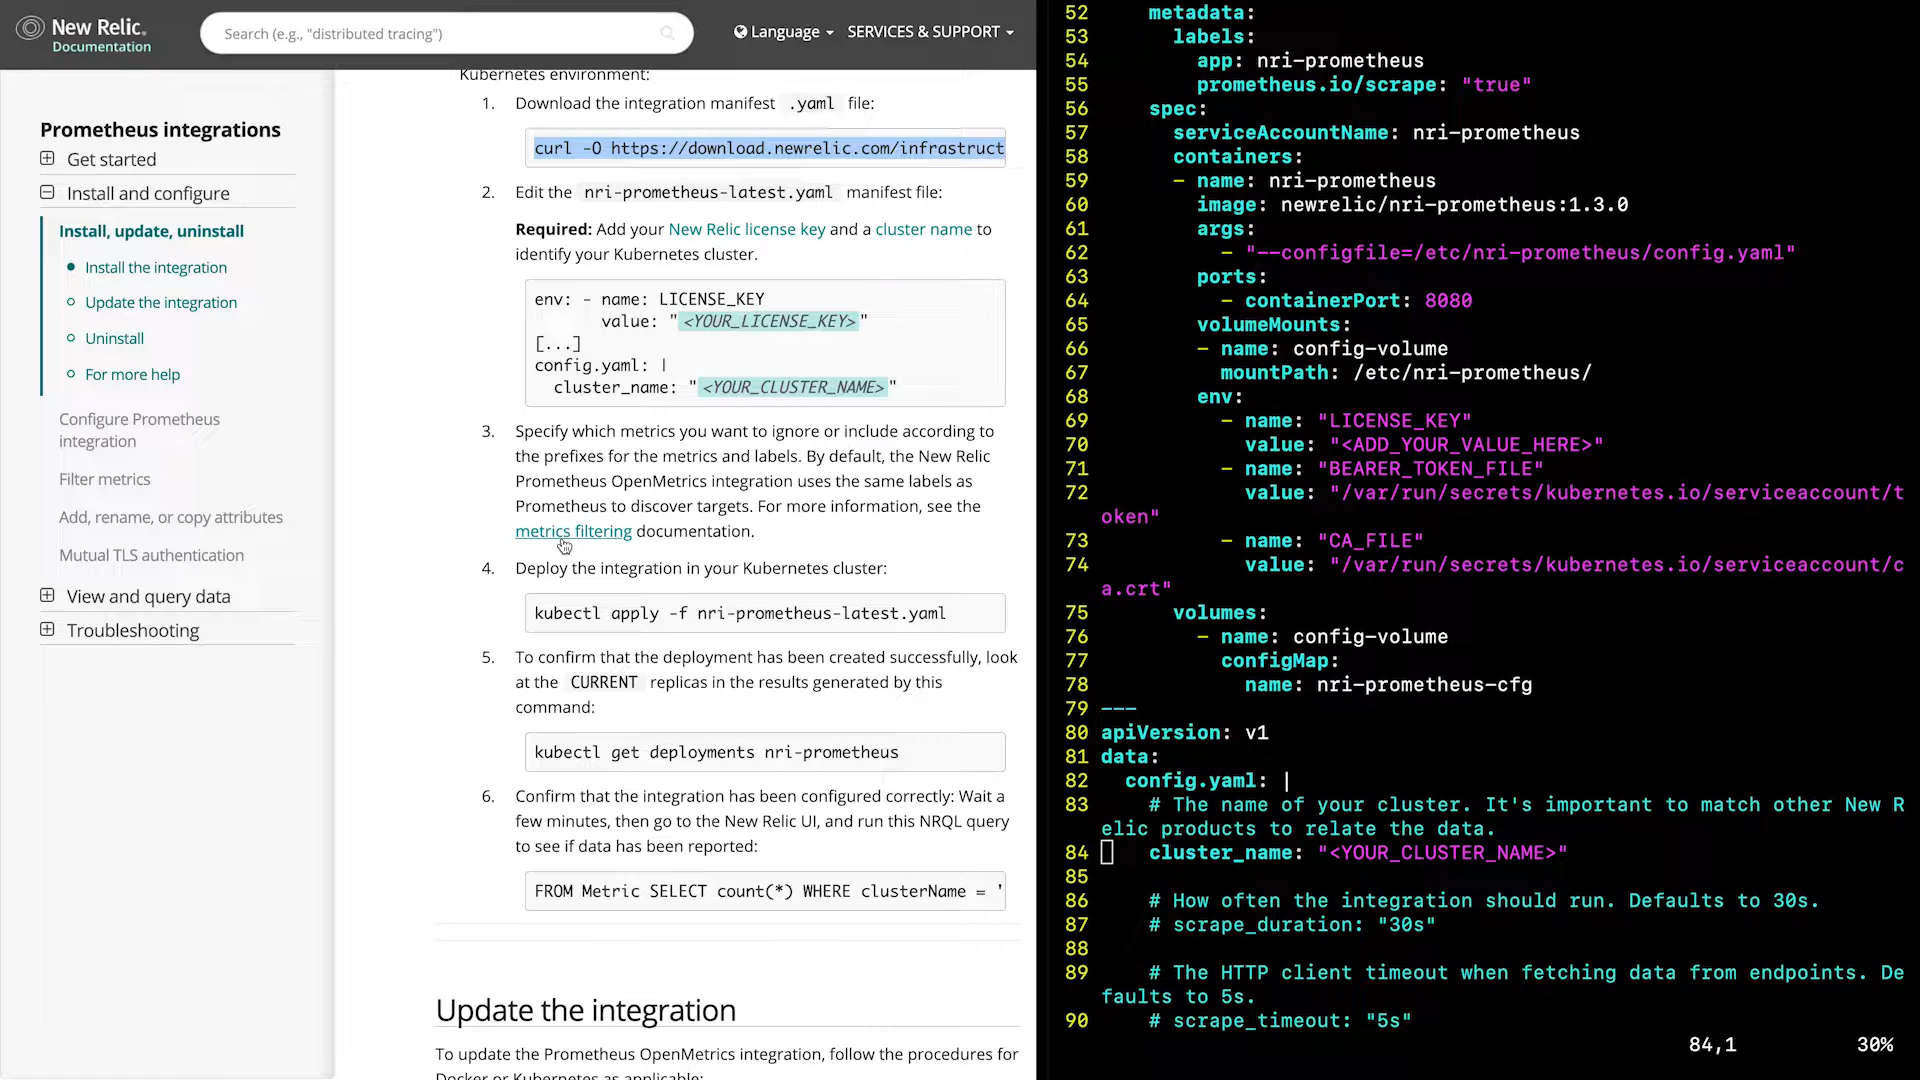 New Relic.
Documentation
Search (e.g., "distributed tracing")
Language
SERVICES & SUPPORT
Prometheus integrations
Get started
Install and configure
Install, update, uninstall
Install the integration
Update the integration
Uninstall
For more help
Configure Prometheus
integration
Filter metrics
Add, rename, or copy attributes
Mutual TLS authentication
View and query data
Troubleshooting
Kubernetes environment:
1. Download the integration manifest .yaml file:
curl -O https://download.newrelic.com/infrastruct
2. Edit the nri-prometheus-latest.yaml manifest file:
Required: Add your New Relic license key and a cluster name to
identify your Kubernetes cluster.
env: - name: LICENSE_KEY
value: "<YOUR_LICENSE_KEY>"
[...]
config.yaml: |
cluster_name: "<YOUR_CLUSTER_NAME>"
3. Specify which metrics you want to ignore or include according to
the prefixes for the metrics and labels. By default, the New Relic
Prometheus OpenMetrics integration uses the same labels as
Prometheus to discover targets. For more information, see the
metrics filtering documentation.
4. Deploy the integration in your Kubernetes cluster:
kubectl apply -f nri-prometheus-latest.yaml
5. To confirm that the deployment has been created successfully, look
at the CURRENT replicas in the results generated by this
command:
kubectl get deployments nri-prometheus
6. Confirm that the integration has been configured correctly: Wait a
few minutes, then go to the New Relic UI, and run this NRQL query
to see if data has been reported:
FROM Metric SELECT count(*) WHERE clusterName = '
Update the integration
To update the Prometheus OpenMetrics integration, follow the procedures for
Docker or Kubernetes as applicable:
52 metadata:
53 labels:
54 app: nri-prometheus
55 prometheus.io/scrape: "true"
56 spec:
57 serviceAccountName: nri-prometheus
58 containers:
59 - name: nri-prometheus
60 image: newrelic/nri-prometheus:1.3.0
61 args:
62 - "--configfile=/etc/nri-prometheus/config.yaml"
63 ports:
64 - containerPort: 8080
65 volumeMounts:
66 - name: config-volume
67 mountPath: /etc/nri-prometheus/
68 env:
69 - name: "LICENSE_KEY"
70 value: "<ADD_YOUR_VALUE_HERE>"
71 - name: "BEARER_TOKEN_FILE"
72 value: "/var/run/secrets/kubernetes.io/serviceaccount/t
oken"
73 - name: "CA_FILE"
74 value: "/var/run/secrets/kubernetes.io/serviceaccount/c
a.crt"
75 volumes:
76 - name: config-volume
77 configMap:
78 name: nri-prometheus-cfg
79 ---
80 apiVersion: v1
81 data:
82 config.yaml: |
83 # The name of your cluster. It's important to match other New R
elic products to relate the data.
84 cluster_name: "<YOUR_CLUSTER_NAME>"
85
86 # How often the integration should run. Defaults to 30s.
87 # scrape_duration: "30s"
88
89 # The HTTP client timeout when fetching data from endpoints. De
faults to 5s.
90 # scrape_timeout: "5s"
84,1 30%